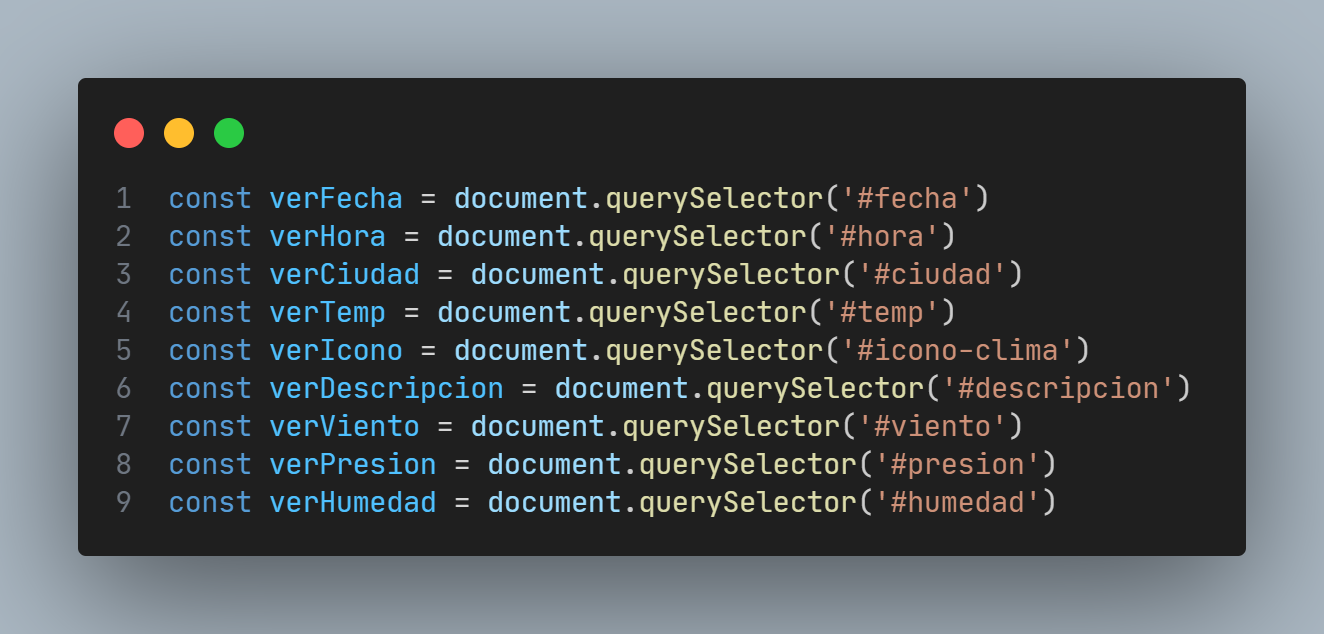 1 const verFecha = document.querySelector('#fecha')
2 const verHora = document.querySelector('#hora')
3 const verCiudad = document.querySelector('#ciudad')
4 const verTemp = document.querySelector('#temp')
5 const verIcono = document.querySelector('#icono-clima')
6 const verDescripcion = document.querySelector('#descripcion')
7 const verViento = document.querySelector('#viento')
8 const verPresion = document.querySelector('#presion')
9 const verHumedad = document.querySelector('#humedad')